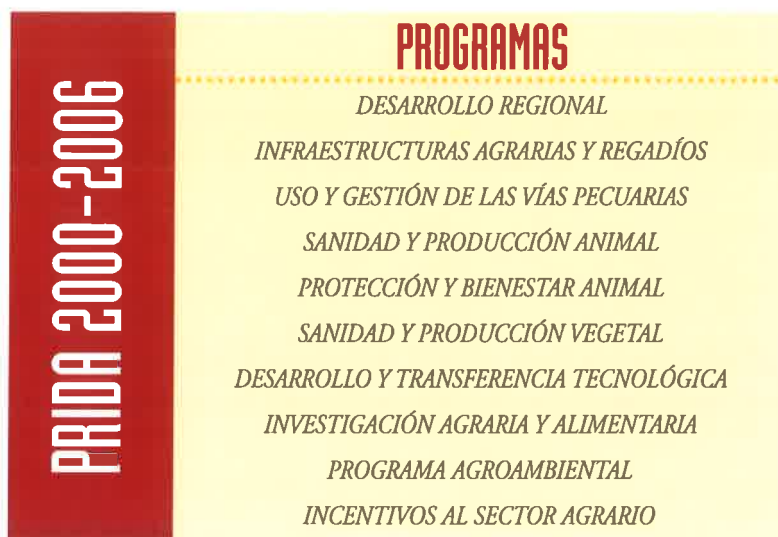 PRIDA 2000-2006
PROGRAMAS
DESARROLLO REGIONAL
INFRAESTRUCTURAS AGRARIAS Y REGADÍOS
USO Y GESTIÓN DE LAS VÍAS PECUARIAS
SANIDAD Y PRODUCCIÓN ANIMAL
PROTECCIÓN Y BIENESTAR ANIMAL
SANIDAD Y PRODUCCIÓN VEGETAL
DESARROLLO Y TRANSFERENCIA TECNOLÓGICA
INVESTIGACIÓN AGRARIA Y ALIMENTARIA
PROGRAMA AGROAMBIENTAL
INCENTIVOS AL SECTOR AGRARIO